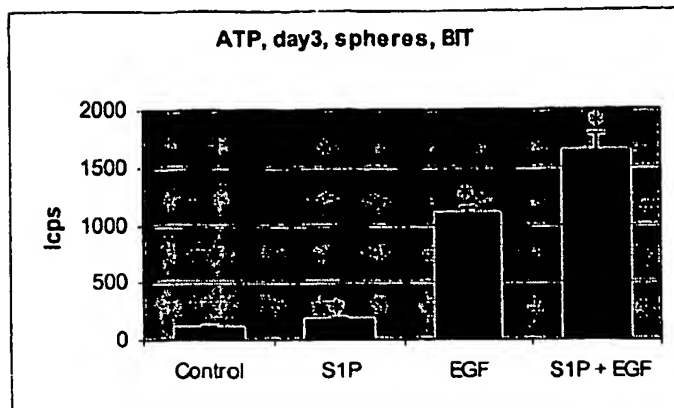 ATP, day3, spheres, BIT
2000
1500
1000
500
0
lcps
Control
S1P
EGF
S1P + EGF